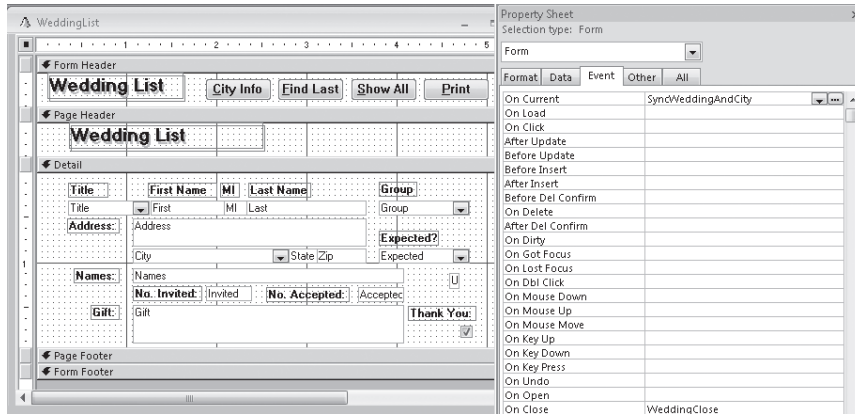 WeddingList
1 2 3 4 5
Form Header
Wedding List City Info Find Last Show All Print
Page Header
Wedding List
Detail
Title First Name MI Last Name Group
Title First MI Last Group
Address: Address
Expected?
City State Zip Expected
1
Names: Names
U
No. Invited: Invited No. Accepted: Acceptec
Gift: Gift Thank You:
Page Footer
Form Footer
Property Sheet
Selection type: Form
Form
Format Data Event Other All
On Current SyncWeddingAndCity
On Load
On Click
After Update
Before Update
Before Insert
After Insert
Before Del Confirm
On Delete
After Del Confirm
On Dirty
On Got Focus
On Lost Focus
On Dbl Click
On Mouse Down
On Mouse Up
On Mouse Move
On Key Up
On Key Down
On Key Press
On Undo
On Open
On Close WeddingClose